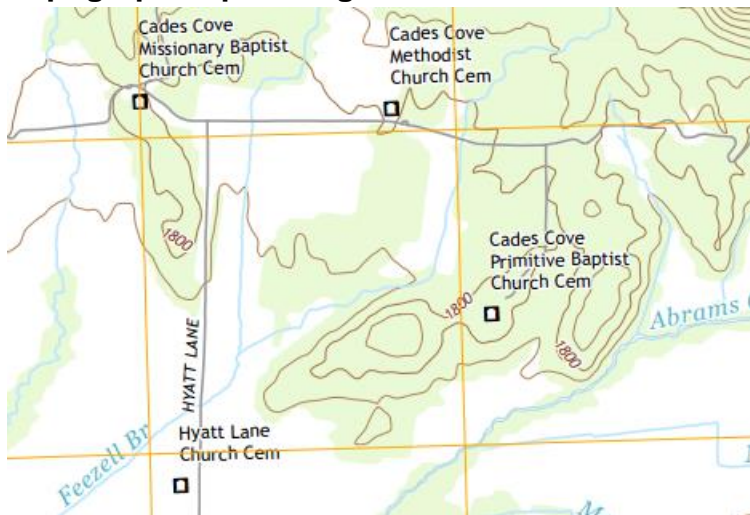 Cades Cove
Missionary Baptist
Church Cem
Cades Cove
Methodist
Church Cem
1800
Cades Cove
Primitive Baptist
Church Cem
1800
Abrams
1800
HYATT LANE
Feezell Br
Hyatt Lane
Church Cem